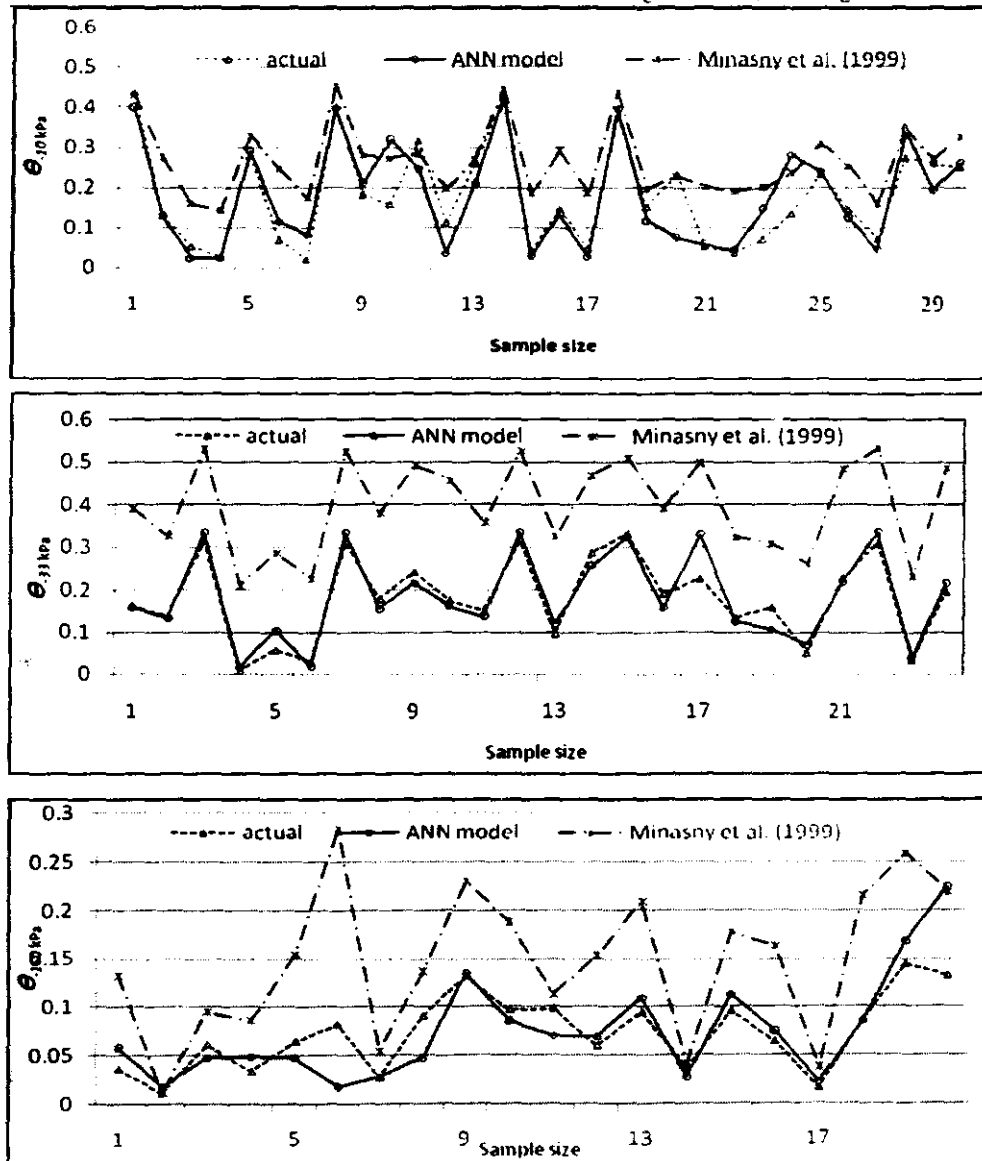 0.6
actual ANN model Minasny et al. (1999)
0.5
0.4
0.3
0.2
0.1
0
θ-10 kPa
1 5 9 13 17 21 25 29
Sample size
0.6
actual ANN model Minasny et al. (1999)
0.5
0.4
0.3
0.2
0.1
0
θ-33 kPa
1 5 9 13 17 21
Sample size
0.3
actual ANN model Minasny et al. (1999)
0.25
0.2
0.15
0.1
0.05
0
1 5 9 13 17
Sample size